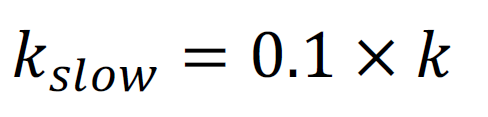 k_slow = 0.1 × k